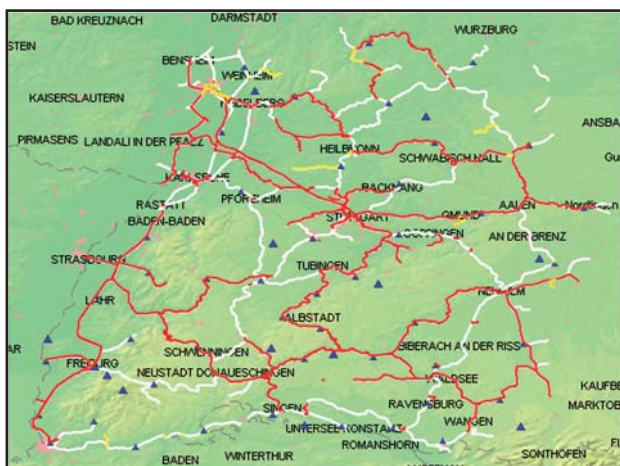 BAD KREUZNACH
DARMSTADT
WURZBURG
BENSHEIM
WEINHEIM
KAISERSLAUTERN
ANSBA
PIRMASENS
LANDAU IN DER PFALZ
HEILBRONN
SCHWABISCH HALL
KARLSRUHE
BACKNANG
RASTATT
PFORZHEIM
STUTTGART
GMUND
AALEN
Nordlingen
BADEN-BADEN
GOPPINGEN
AN DER BRENZ
STRASBOURG
TUBINGEN
LAHR
ALBSTADT
FREIBURG
SCHWENNINGEN
BIBERACH AN DER RISS
NEUSTADT DONAUESCHINGEN
WALDSEE
KAUFBE
SINGEN
RAVENSBURG
MARKTOB
UNTERSEE KONSTANZ
WANGEN
ROMANSHORN
BADEN
WINTERTHUR
SONTHOFEN